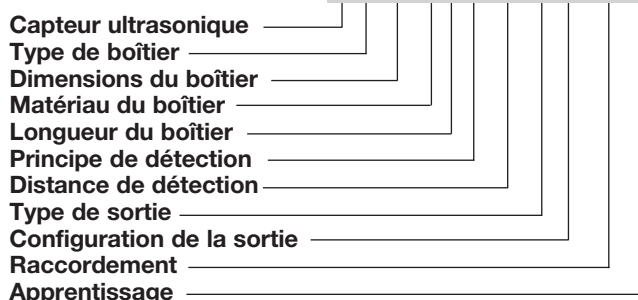 Capteur ultrasonique
Type de boîtier
Dimensions du boîtier
Matériau du boîtier
Longueur du boîtier
Principe de détection
Distance de détection
Type de sortie
Configuration de la sortie
Raccordement
Apprentissage